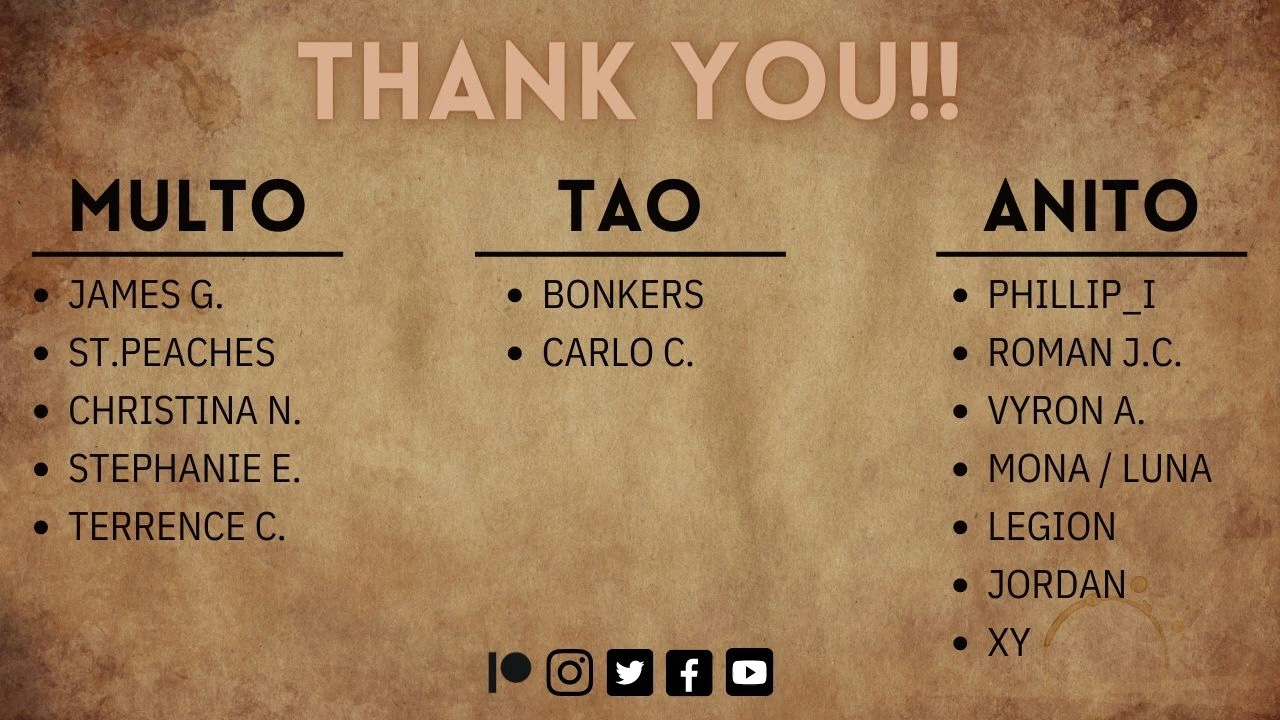 THANK YOU!!
MULTO
JAMES G.
ST.PEACHES
CHRISTINA N.
STEPHANIE E.
TERRENCE C.
TAO
BONKERS
CARLO C.
ANITO
PHILLIP_I
ROMAN J.C.
VYRON A.
MONA / LUNA
LEGION
JORDAN
XY